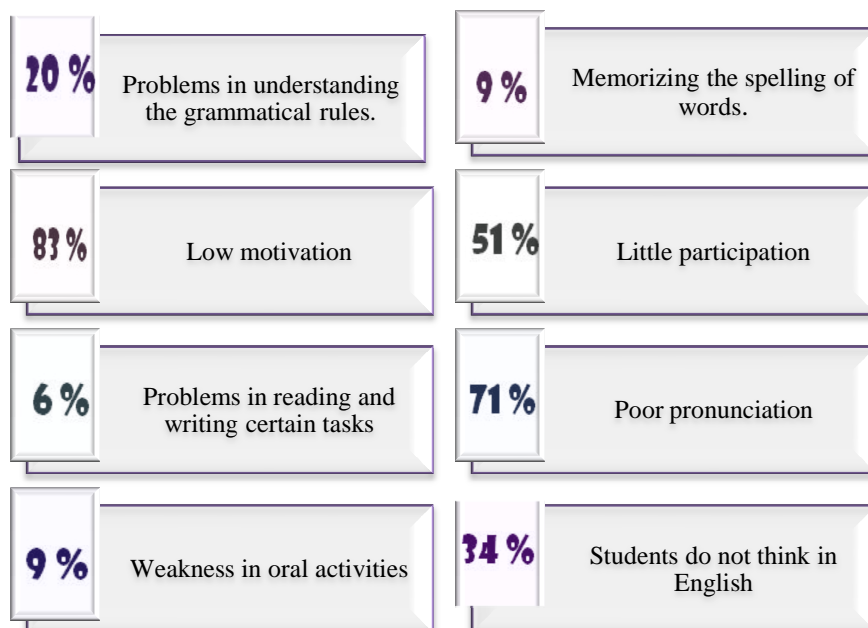 20 %
Problems in understanding
the grammatical rules.
9 %
Memorizing the spelling of
words.
83 %
Low motivation
51 %
Little participation
6 %
Problems in reading and
writing certain tasks
71 %
Poor pronunciation
9 %
Weakness in oral activities
34 %
Students do not think in
English